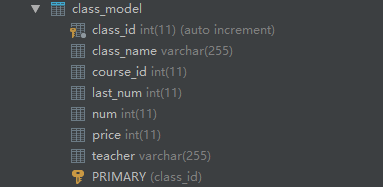 class_model
class_id int(11) (auto increment)
class_name varchar(255)
course_id int(11)
last_num int(11)
num int(11)
price int(11)
teacher varchar(255)
PRIMARY (class_id)